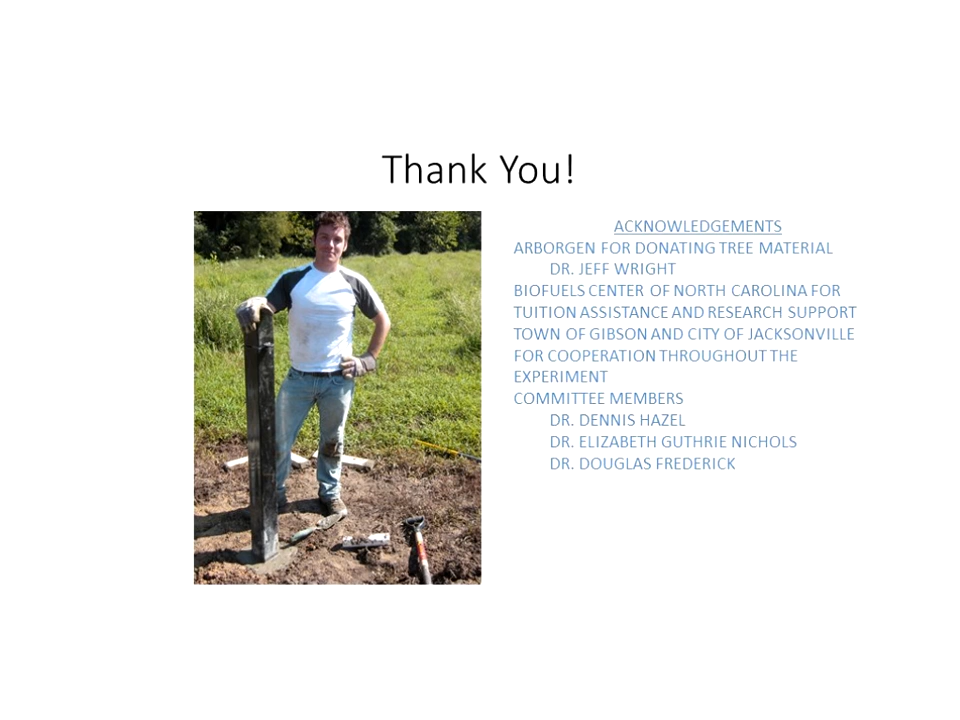 Thank You!
ACKNOWLEDGEMENTS
ARBORGEN FOR DONATING TREE MATERIAL
DR. JEFF WRIGHT
BIOFUELS CENTER OF NORTH CAROLINA FOR
TUITION ASSISTANCE AND RESEARCH SUPPORT
TOWN OF GIBSON AND CITY OF JACKSONVILLE
FOR COOPERATION THROUGHOUT THE
EXPERIMENT
COMMITTEE MEMBERS
DR. DENNIS HAZEL
DR. ELIZABETH GUTHRIE NICHOLS
DR. DOUGLAS FREDERICK